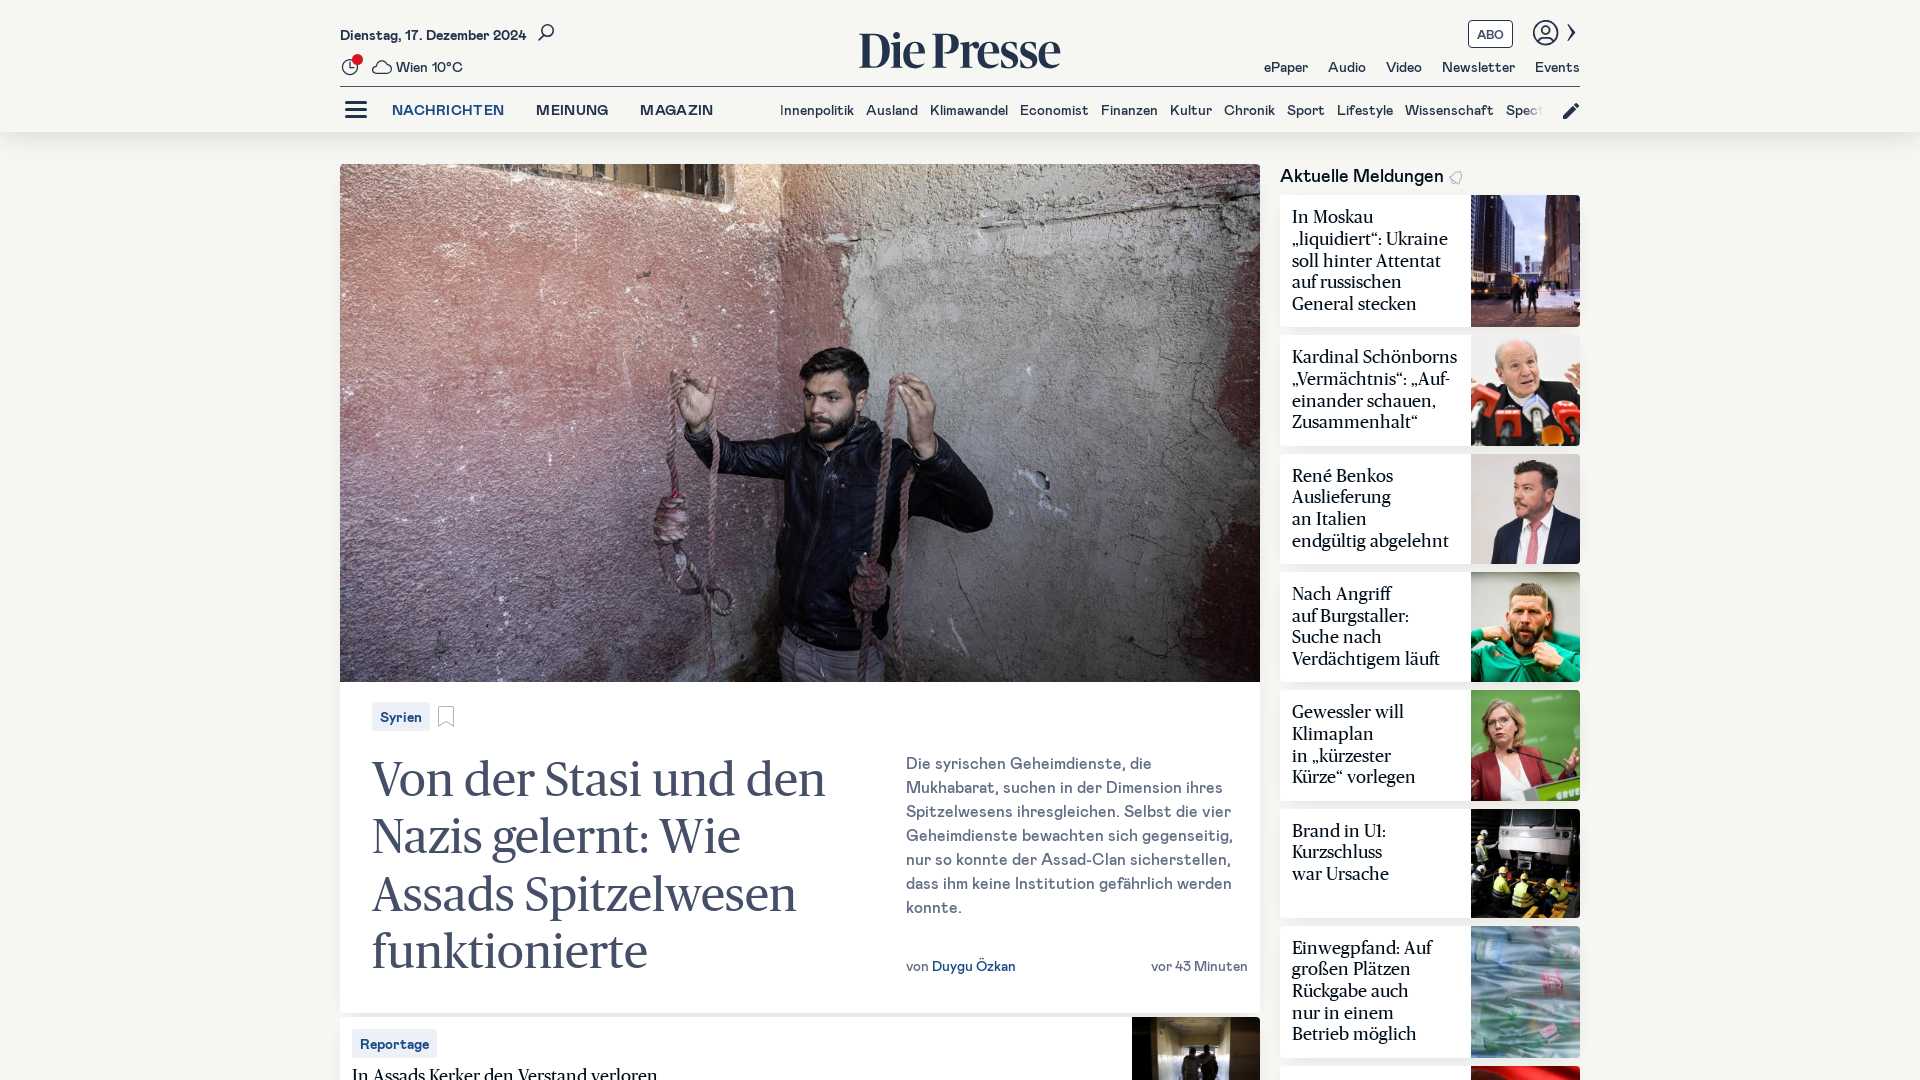 Dienstag, 17. Dezember 2024
Wien 10°C
Die Presse
ABO
ePaper Audio Video Newsletter Events
NACHRICHTEN MEINUNG MAGAZIN
Innenpolitik Ausland Klimawandel Economist Finanzen Kultur Chronik Sport Lifestyle Wissenschaft Spect
Syrien
Von der Stasi und den
Nazis gelernt: Wie
Assads Spitzelwesen
funktionierte
Die syrischen Geheimdienste, die
Mukhabarat, suchen in der Dimension ihres
Spitzelwesens ihresgleichen. Selbst die vier
Geheimdienste bewachten sich gegenseitig,
nur so konnte der Assad-Clan sicherstellen,
dass ihm keine Institution gefährlich werden
konnte.
von Duygu Özkan
vor 43 Minuten
Reportage
In Assads Kerker den Verstand verloren
Aktuelle Meldungen
In Moskau
„liquidiert“: Ukraine
soll hinter Attentat
auf russischen
General stecken
Kardinal Schönborns
„Vermächtnis“: „Auf-
einander schauen,
Zusammenhalt“
René Benkos
Auslieferung
an Italien
endgültig abgelehnt
Nach Angriff
auf Burgstaller:
Suche nach
Verdächtigem läuft
Gewessler will
Klimaplan
in „kürzester
Kürze“ vorlegen
Brand in U1:
Kurzschluss
war Ursache
Einwegpfand: Auf
großen Plätzen
Rückgabe auch
nur in einem
Betrieb möglich